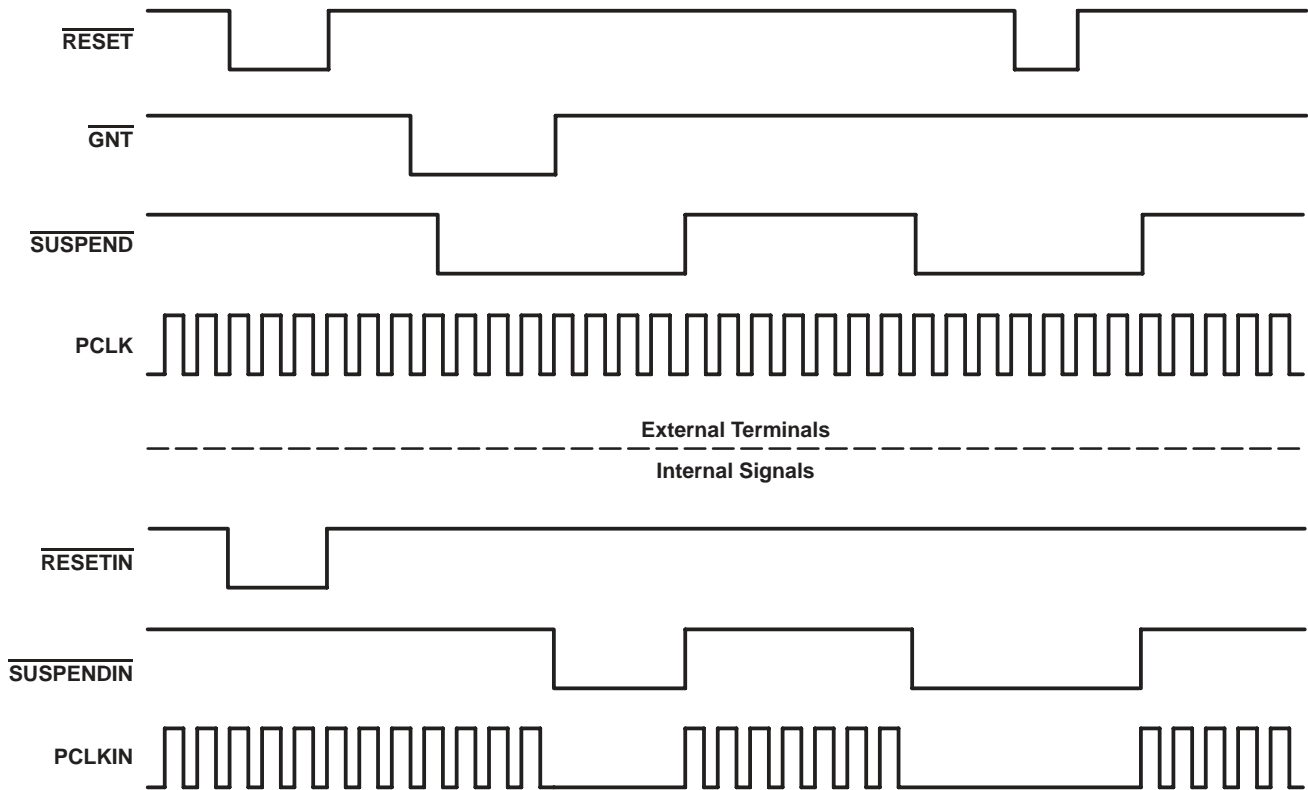 RESET
GNT
SUSPEND
PCLK
External Terminals
Internal Signals
RESETIN
SUSPENDIN
PCLKIN